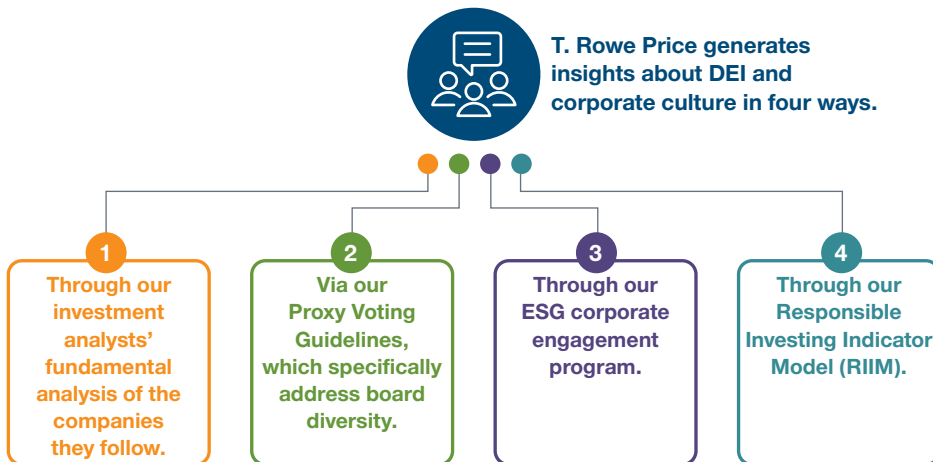 T. Rowe Price generates
insights about DEI and
corporate culture in four ways.
1
Through our
investment
analysts’
fundamental
analysis of the
companies
they follow.
2
Via our
Proxy Voting
Guidelines,
which specifically
address board
diversity.
3
Through our
ESG corporate
engagement
program.
4
Through our
Responsible
Investing Indicator
Model (RIIM).